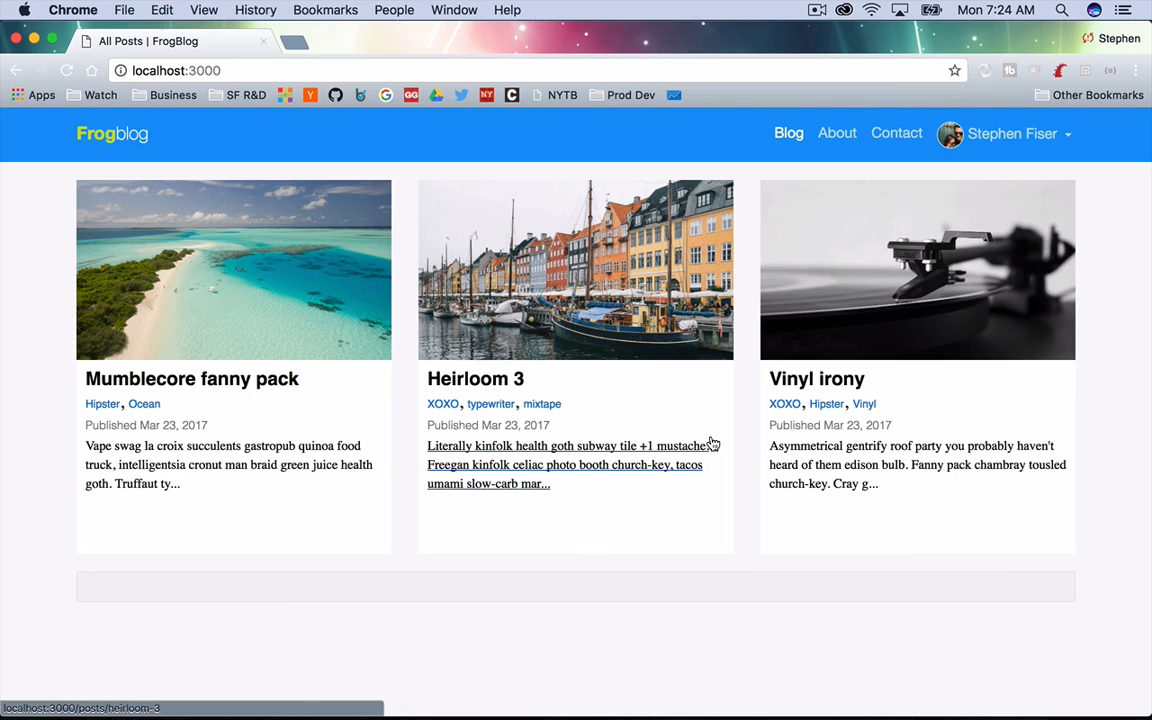 Chrome File Edit View History Bookmarks People Window Help Mon 7:24 AM
All Posts | FrogBlog Stephen
localhost:3000
Apps Watch Business SF R&D NYTB Prod Dev Other Bookmarks
Frogblog Blog About Contact Stephen Fiser
Mumblecore fanny pack
Hipster, Ocean
Published Mar 23, 2017
Vape swag la croix succulents gastropub quinoa food
truck, intelligentsia cronut man braid green juice health
goth. Truffaut ty...
Heirloom 3
XOXO, typewriter, mixtape
Published Mar 23, 2017
Literally kinfolk health goth subway tile +1 mustache
Freegan kinfolk celiac photo booth church-key, tacos
umami slow-carb mar...
Vinyl irony
XOXO, Hipster, Vinyl
Published Mar 23, 2017
Asymmetrical gentrify roof party you probably haven't
heard of them edison bulb. Fanny pack chambray tousled
church-key. Cray g...
localhost:3000/posts/heirloom-3